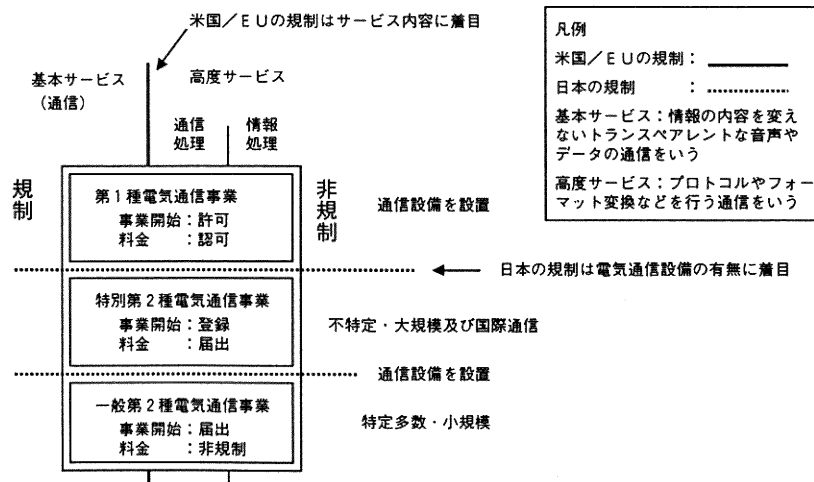 米国／ＥＵの規制はサービス内容に着目
基本サービス
（通信）
高度サービス
通信
処理
情報
処理
規制
非規制
第１種電気通信事業
事業開始：許可
料金　　：認可
通信設備を設置
日本の規制は電気通信設備の有無に着目
特別第２種電気通信事業
事業開始：登録
料金　　：届出
不特定・大規模及び国際通信
通信設備を設置
一般第２種電気通信事業
事業開始：届出
料金　　：非規制
特定多数・小規模
凡例
米国／ＥＵの規制：
日本の規制　　：
基本サービス：情報の内容を変え
ないトランスペアレントな音声や
データの通信をいう
高度サービス：プロトコルやフォー
マット変換などを行う通信をいう